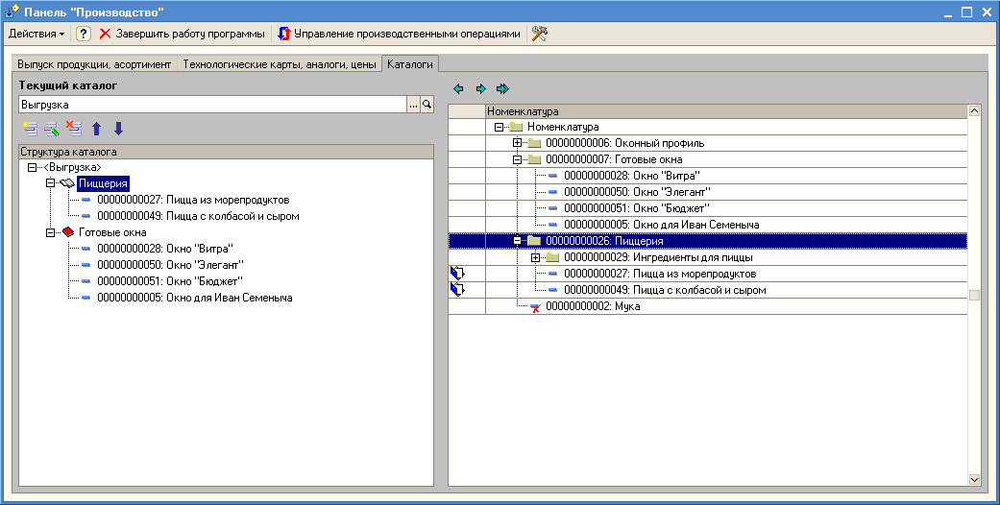 Панель "Производство"
Действия
? Завершить работу программы
Управление производственными операциями
Выпуск продукции, асортимент
Технологические карты, аналоги, цены
Каталоги
Текущий каталог
Выгрузка
...
Структура каталога
<Выгрузка>
Пиццерия
00000000027: Пицца из морепродуктов
00000000049: Пицца с колбасой и сыром
Готовые окна
00000000028: Окно "Витра"
00000000050: Окно "Элегант"
00000000051: Окно "Бюджет"
00000000005: Окно для Иван Семеныча
Номенклатура
Номенклатура
00000000006: Оконный профиль
00000000007: Готовые окна
00000000028: Окно "Витра"
00000000050: Окно "Элегант"
00000000051: Окно "Бюджет"
00000000005: Окно для Иван Семеныча
00000000026: Пиццерия
00000000029: Ингредиенты для пиццы
00000000027: Пицца из морепродуктов
00000000049: Пицца с колбасой и сыром
00000000002: Мука